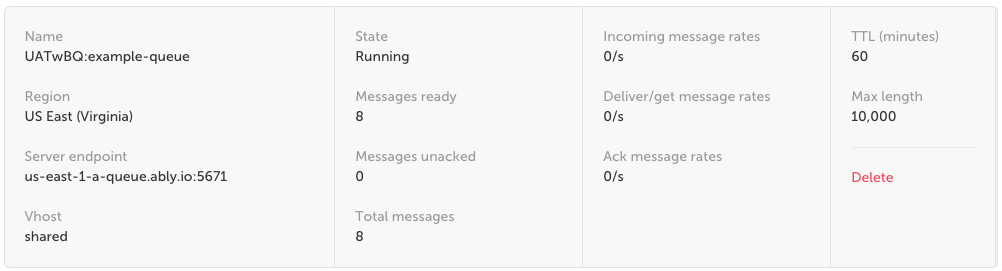 Name
UATwBQ:example-queue
Region
US East (Virginia)
Server endpoint
us-east-1-a-queue.ably.io:5671
Vhost
shared
State
Running
Messages ready
8
Messages unacked
0
Total messages
8
Incoming message rates
0/s
Deliver/get message rates
0/s
Ack message rates
0/s
TTL (minutes)
60
Max length
10,000
Delete